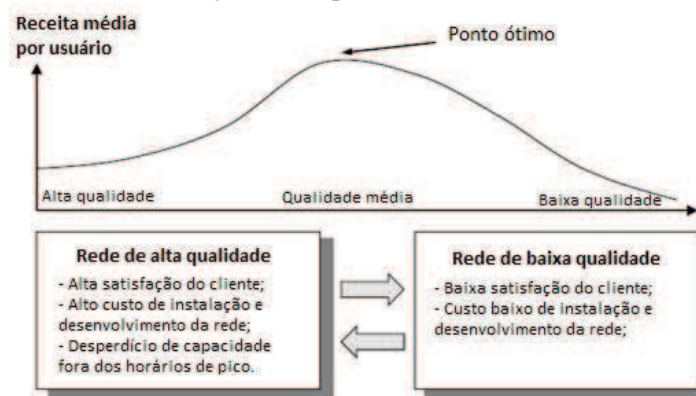 Receita média
por usuário
Ponto ótimo
Alta qualidade
Qualidade média
Baixa qualidade
Rede de alta qualidade
- Alta satisfação do cliente;
- Alto custo de instalação e
desenvolvimento da rede;
- Desperdício de capacidade
fora dos horários de pico.
Rede de baixa qualidade
- Baixa satisfação do cliente;
- Custo baixo de instalação e
desenvolvimento da rede;